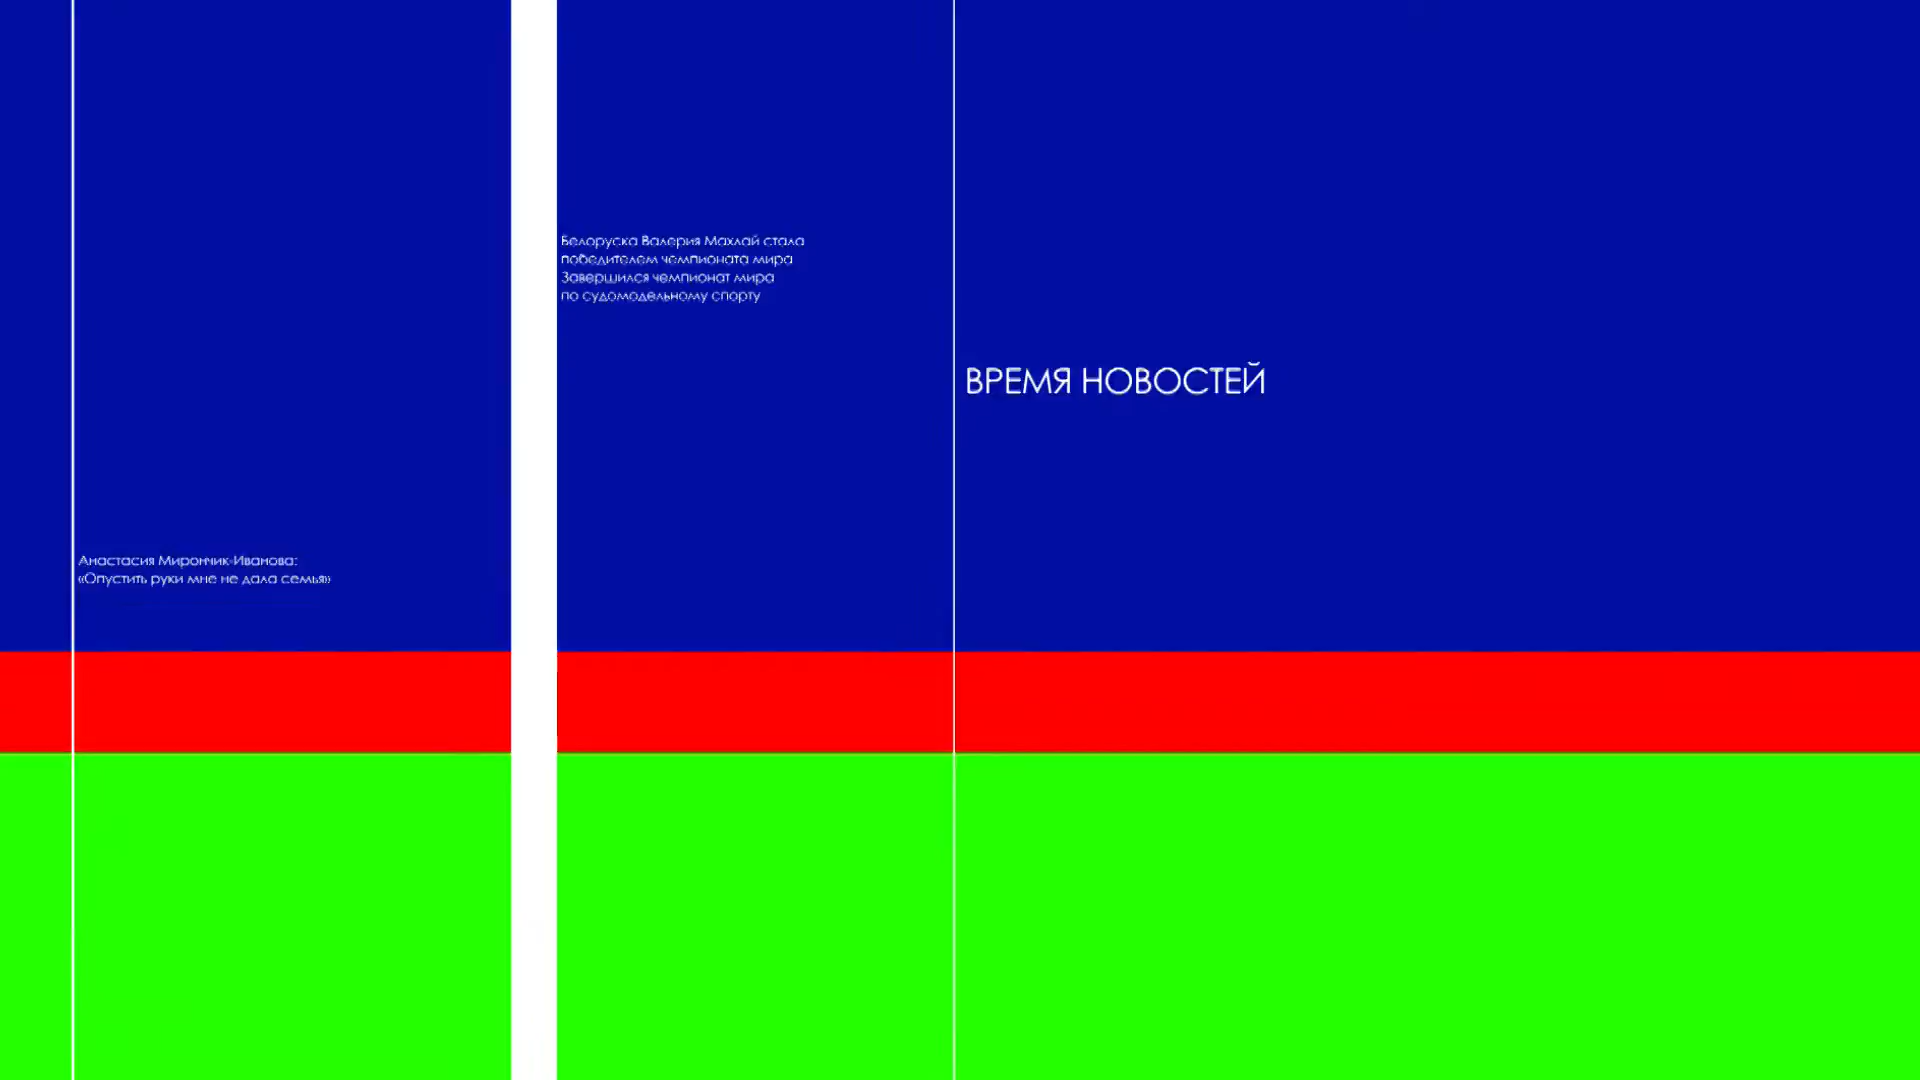 Белоруска Валерия Махлай стала
победителем чемпионата мира
Завершился чемпионат мира
по судомодельному спорту
ВРЕМЯ НОВОСТЕЙ
Анастасия Мирончик-Иванова:
«Опустить руки мне не дала семья»